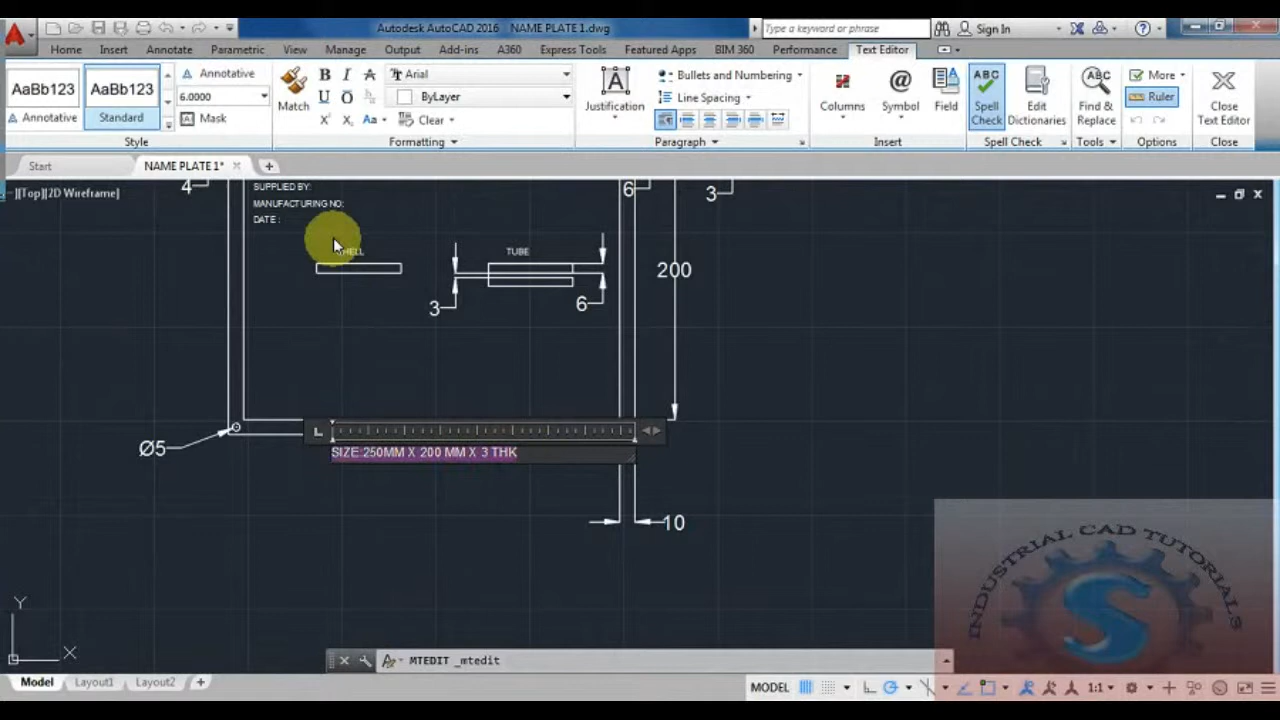 Autodesk AutoCAD 2016 NAME PLATE 1.dwg
Type a keyword or phrase
Sign In
Home Insert Annotate Parametric View Manage Output Add-ins A360 Express Tools Featured Apps BIM 360 Performance Text Editor
AaBb123 AaBb123
Annotative Standard
Annotative
6.0000
Mask
Style
Match
Arial
ByLayer
Clear
Formatting
Justification
Bullets and Numbering
Line Spacing
Paragraph
Columns
Symbol
Field
Insert
ABC
Spell Check
Edit Dictionaries
Spell Check
ABC
Find & Replace
Tools
More
Ruler
Options
Close Text Editor
Close
Start
NAME PLATE 1*
][Top][2D Wireframe]
4
SUPPLIED BY:
6
3
MANUFACTURING NO:
DATE :
SHELL
TUBE
200
3
6
SIZE:250MM X 200 MM X 3 THK
Ø5
10
INDUSTRIAL CAD TUTORIALS
S
Y
X
MTEDIT _mtedit
Model Layout1 Layout2
MODEL
1:1